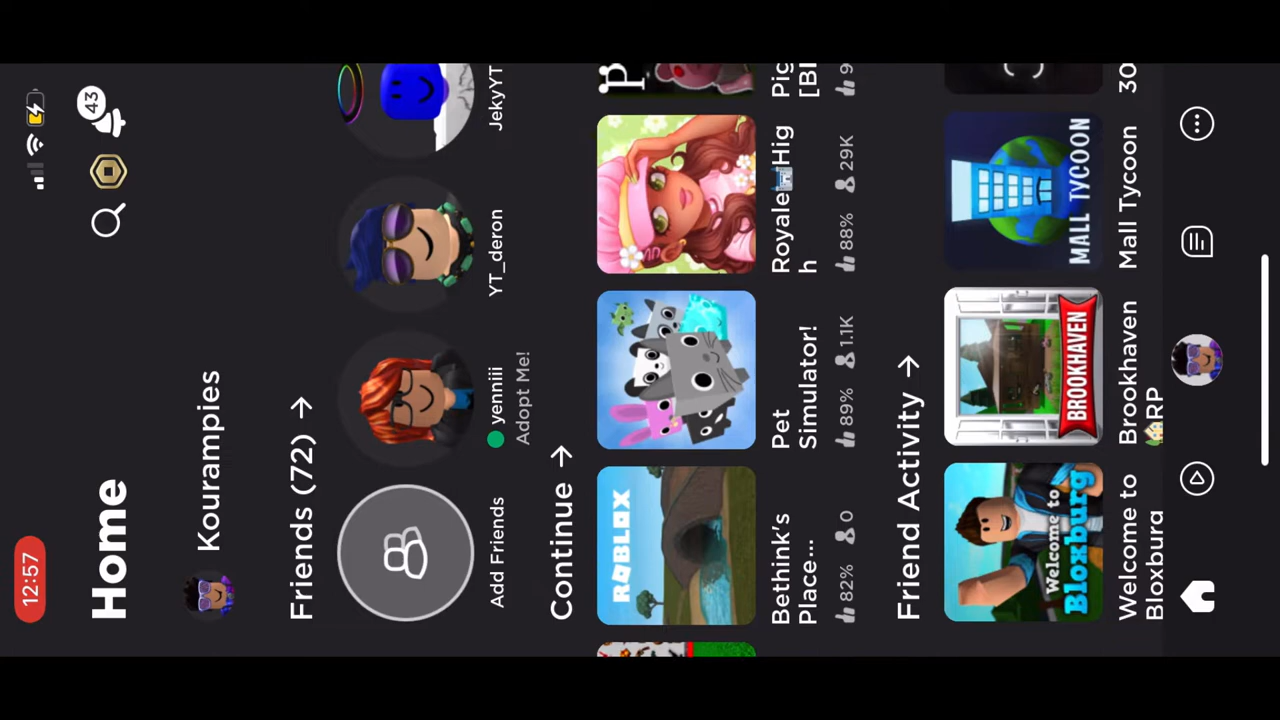 12:57
43
Home
Kourampies
Friends (72) →
Add Friends
yenniii
Adopt Me!
YT_deron
JekyYT
Continue →
ROBLOX
Bethink's
Place...
82% 0
Pet
Simulator!
89% 1.1K
Royale🏰Hig
h
88% 29K
P
Pig
[B
9
Friend Activity →
Welcome to
Bloxburg
Welcome to
Bloxburg
BROOKHAVEN
Brookhaven
🏡RP
MALL TYCOON
Mall Tycoon
30